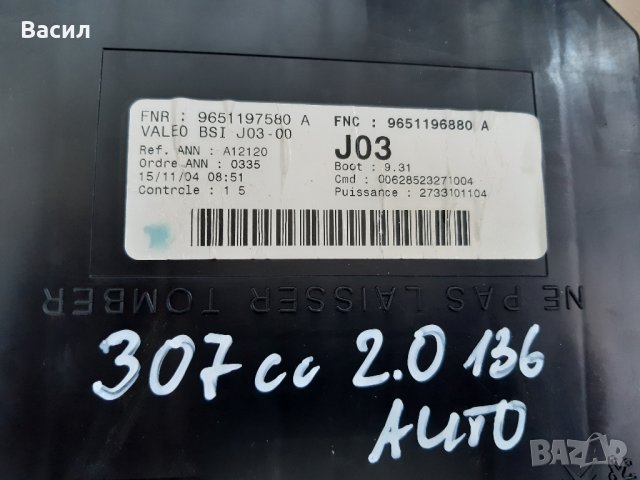 Васил
FNR : 9651197580 A
FNC : 9651196880 A
VALEO BSI J03-00
J03
Ref. ANN : A12120
Boot : 9.31
Ordre ANN : 0335
Cmd : 00628523271004
15/11/04 08:51
Puissance : 2733101104
Controle : 1 5
NE PAS LAISSER TOMBER
307cc 2.0 136
AUTO
BAZAR